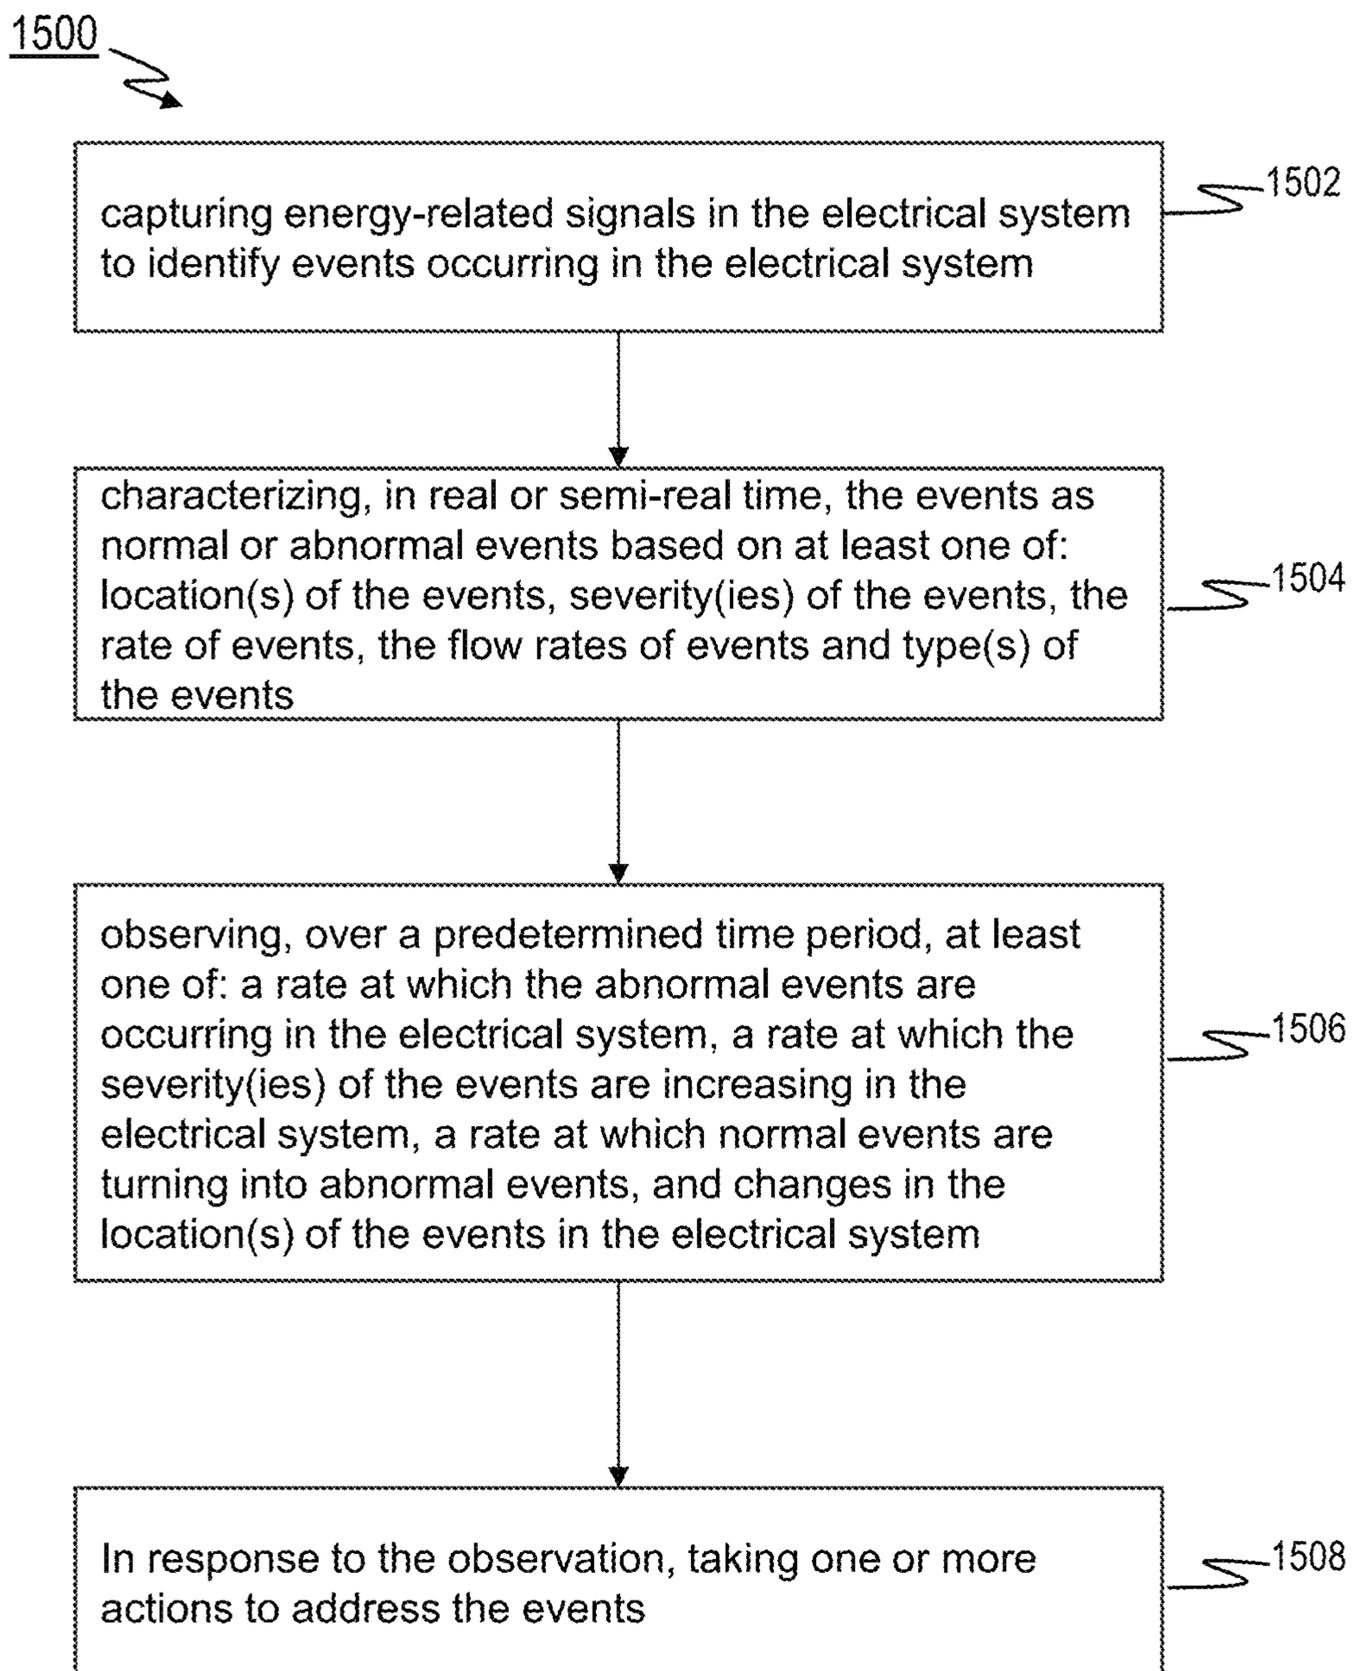 1500
capturing energy-related signals in the electrical system
to identify events occurring in the electrical system
1502
characterizing, in real or semi-real time, the events as
normal or abnormal events based on at least one of:
location(s) of the events, severity(ies) of the events, the
rate of events, the flow rates of events and type(s) of
the events
1504
observing, over a predetermined time period, at least
one of: a rate at which the abnormal events are
occurring in the electrical system, a rate at which the
severity(ies) of the events are increasing in the
electrical system, a rate at which normal events are
turning into abnormal events, and changes in the
location(s) of the events in the electrical system
1506
In response to the observation, taking one or more
actions to address the events
1508